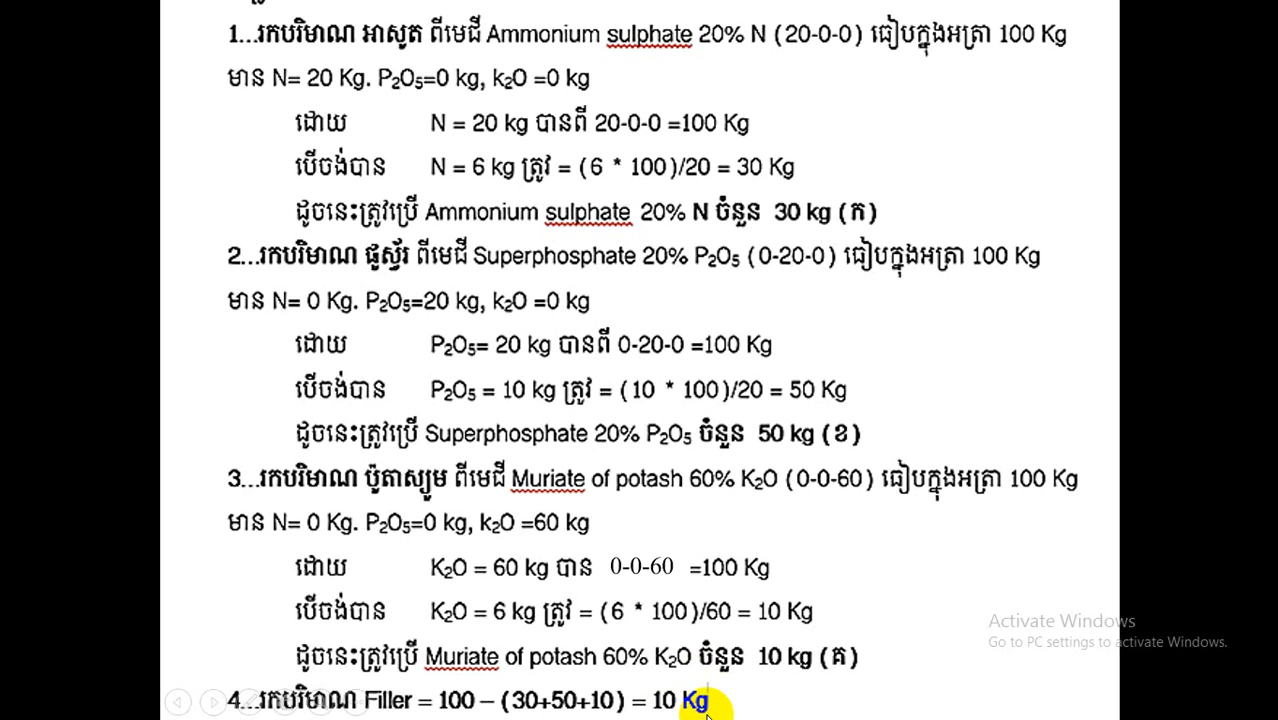 1...រកបរិមាណ អាសូត ពីមេជី Ammonium sulphate 20% N (20-0-0) ធៀបក្នុងអត្រា 100 Kg
មាន N= 20 Kg. P₂O₅=0 kg, k₂O =0 kg
ដោយ N = 20 kg បានពី 20-0-0 =100 Kg
បើចង់បាន N = 6 kg ត្រូវ = (6 * 100)/20 = 30 Kg
ដូចនេះត្រូវប្រើ Ammonium sulphate 20% N ចំនួន 30 kg (ក)
2...រកបរិមាណ ផូស្វ័រ ពីមេជី Superphosphate 20% P₂O₅ (0-20-0) ធៀបក្នុងអត្រា 100 Kg
មាន N= 0 Kg. P₂O₅=20 kg, k₂O =0 kg
ដោយ P₂O₅= 20 kg បានពី 0-20-0 =100 Kg
បើចង់បាន P₂O₅ = 10 kg ត្រូវ = (10 * 100)/20 = 50 Kg
ដូចនេះត្រូវប្រើ Superphosphate 20% P₂O₅ ចំនួន 50 kg (ខ)
3...រកបរិមាណ ប៉ូតាស្យូម ពីមេជី Muriate of potash 60% K₂O (0-0-60) ធៀបក្នុងអត្រា 100 Kg
មាន N= 0 Kg. P₂O₅=0 kg, k₂O =60 kg
ដោយ K₂O = 60 kg បាន 0-0-60 =100 Kg
បើចង់បាន K₂O = 6 kg ត្រូវ = (6 * 100)/60 = 10 Kg
ដូចនេះត្រូវប្រើ Muriate of potash 60% K₂O ចំនួន 10 kg (គ)
4...រកបរិមាណ Filler = 100 – (30+50+10) = 10 Kg
Activate Windows
Go to PC settings to activate Windows.